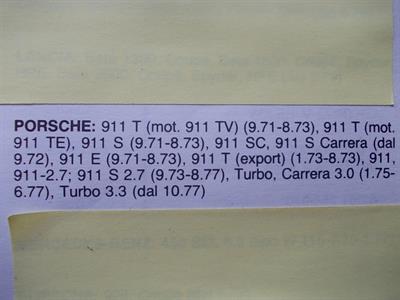 PORSCHE: 911 T (mot. 911 TV) (9.71-8.73), 911 T (mot.
911 TE), 911 S (9.71-8.73), 911 SC, 911 S Carrera (dal
9.72), 911 E (9.71-8.73), 911 T (export) (1.73-8.73), 911,
911-2.7; 911 S 2.7 (9.73-8.77), Turbo, Carrera 3.0 (1.75-
6.77), Turbo 3.3 (dal 10.77)